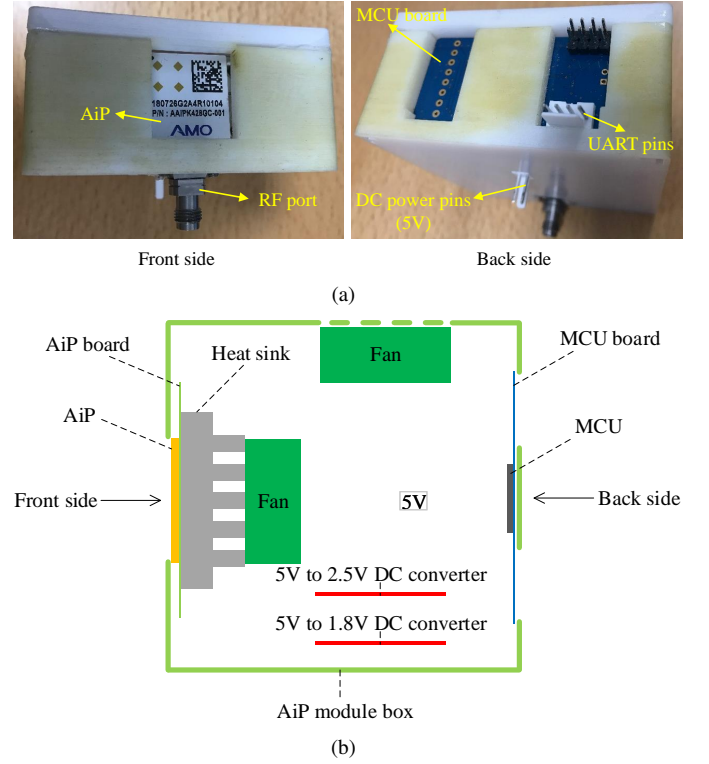 MCU board
180726G2A4R10104
P/N : AAIPK428GC-001
AiP
AMO
UART pins
RF port
DC power pins
(5V)
Front side
Back side
(a)
AiP board
Heat sink
Fan
MCU board
AiP
MCU
Front side
Fan
5V
Back side
5V to 2.5V DC converter
5V to 1.8V DC converter
AiP module box
(b)